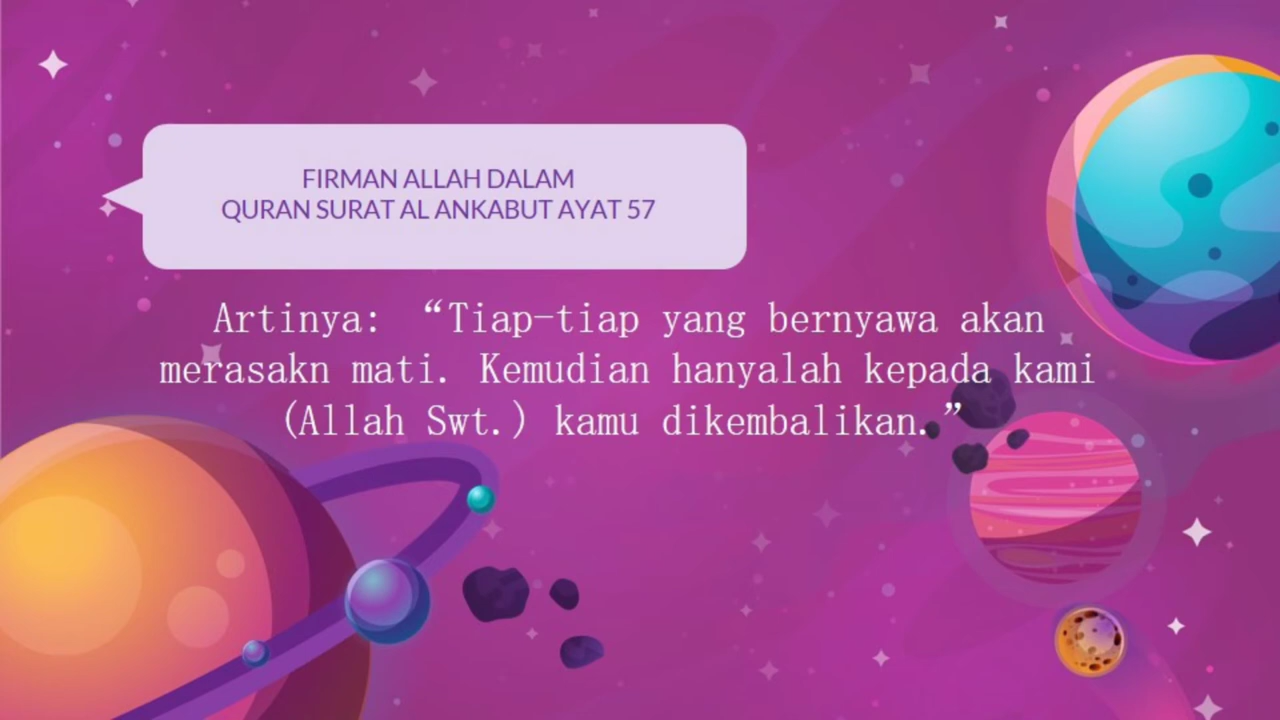 FIRMAN ALLAH DALAM
QURAN SURAT AL ANKABUT AYAT 57
Artinya: “Tiap-tiap yang bernyawa akan
merasakn mati. Kemudian hanyalah kepada kami
(Allah Swt.) kamu dikembalikan.”